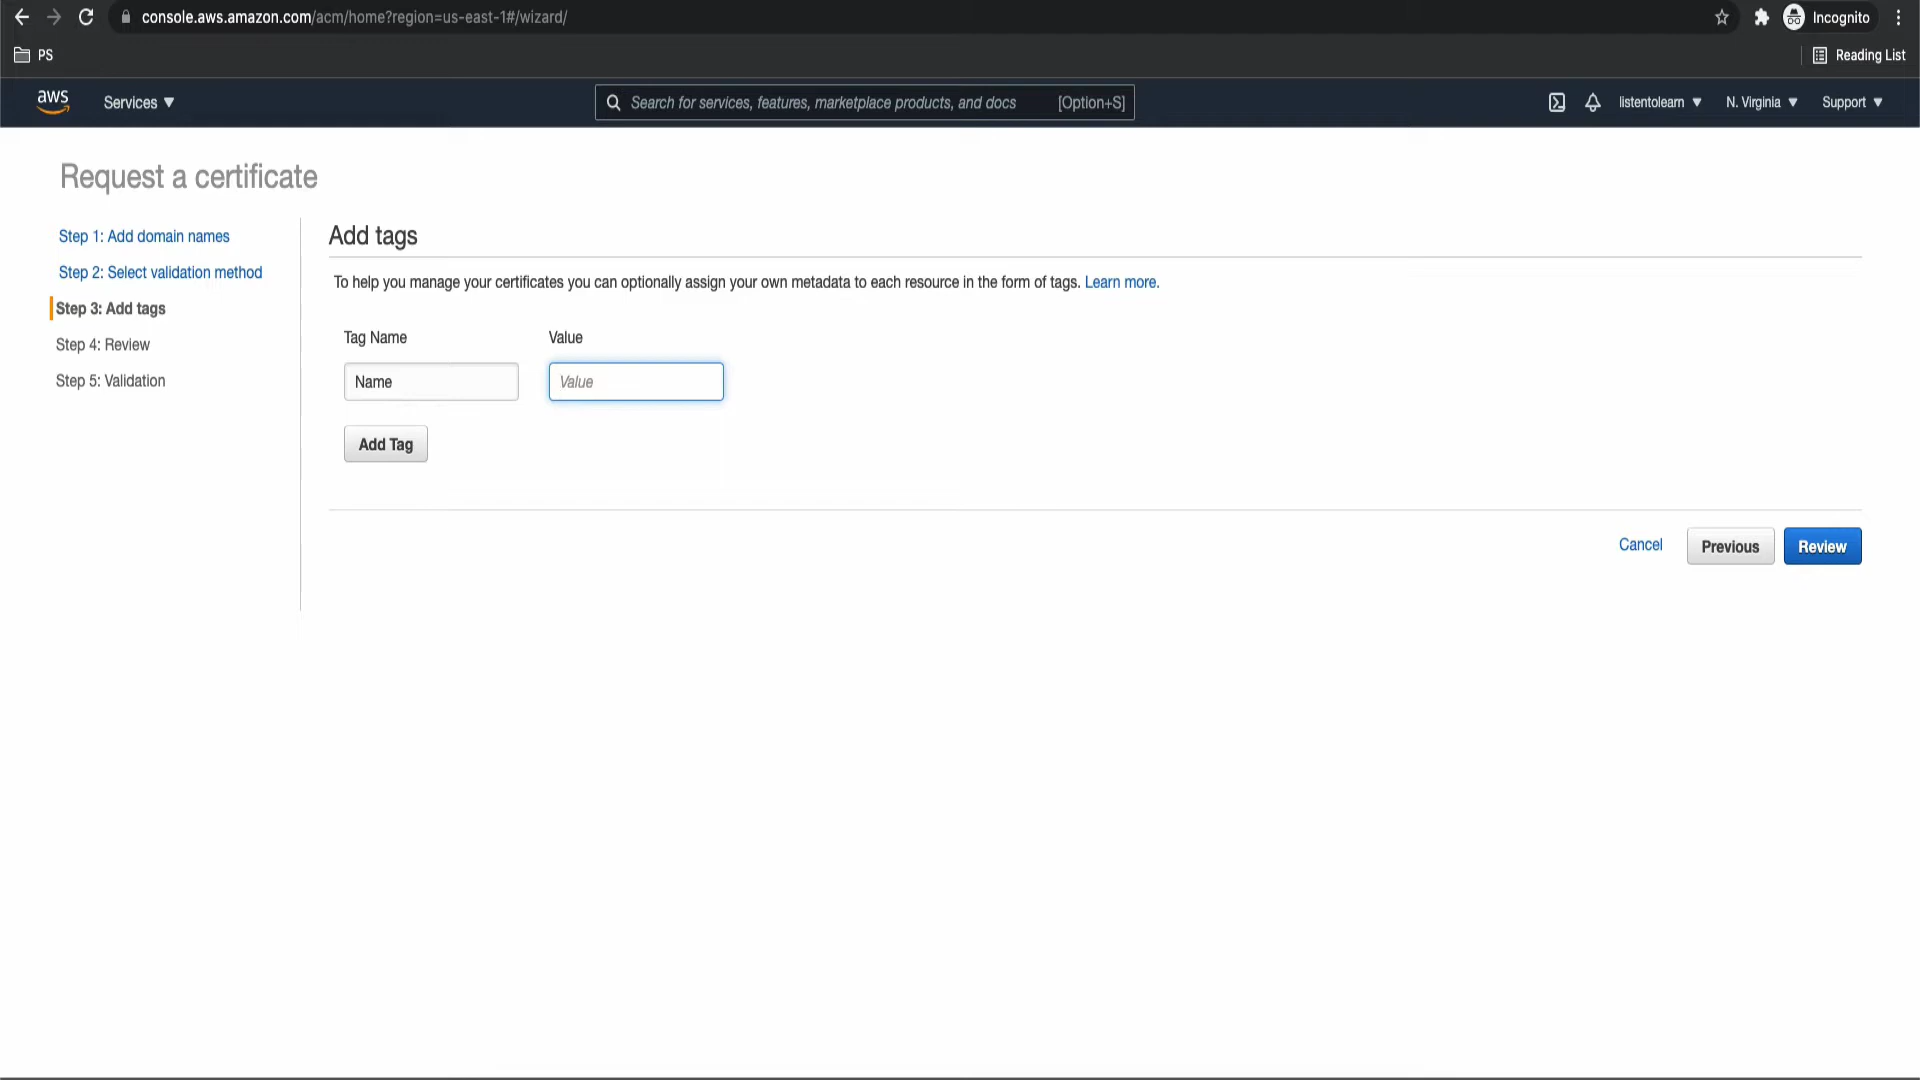 console.aws.amazon.com/acm/home?region=us-east-1#/wizard/
Incognito
PS
Reading List
aws
Services
Search for services, features, marketplace products, and docs
[Option+S]
listentolearn
N. Virginia
Support
Request a certificate
Step 1: Add domain names
Step 2: Select validation method
Step 3: Add tags
Step 4: Review
Step 5: Validation
Add tags
To help you manage your certificates you can optionally assign your own metadata to each resource in the form of tags. Learn more.
Tag Name
Value
Name
Value
Add Tag
Cancel
Previous
Review